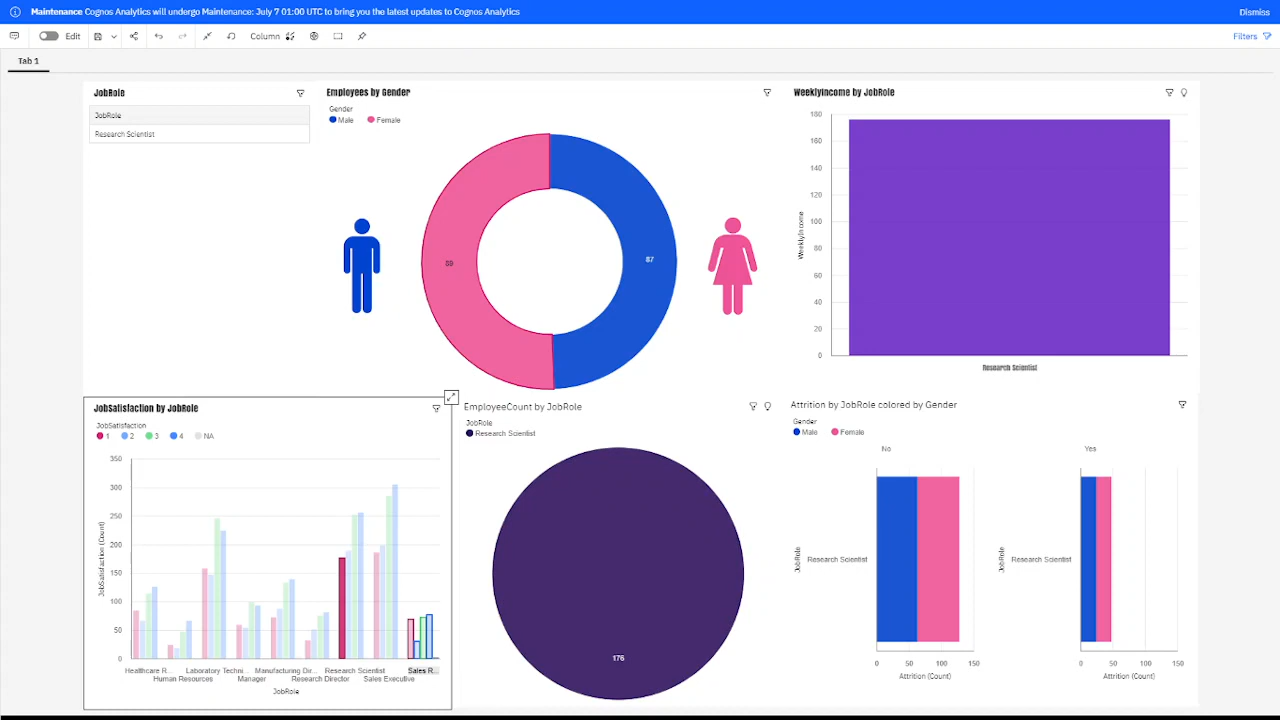 Maintenance Cognos Analytics will undergo Maintenance: July 7 01:00 UTC to bring you the latest updates to Cognos Analytics
Dismiss
Edit
Column
Filters
Tab 1
JobRole
JobRole
Research Scientist
Employees by Gender
Gender
Male Female
89
87
WeeklyIncome by JobRole
180
160
140
120
100
80
60
40
20
0
WeeklyIncome
Research Scientist
JobSatisfaction by JobRole
JobSatisfaction
1 2 3 4 NA
350
300
250
200
150
100
50
0
JobSatisfaction (Count)
Healthcare R... Laboratory Techni... Manufacturing Dir... Research Scientist Sales R...
Human Resources Manager Research Director Sales Executive
JobRole
EmployeeCount by JobRole
JobRole
Research Scientist
176
Attrition by JobRole colored by Gender
Gender
Male Female
No
Yes
JobRole
Research Scientist
JobRole
Research Scientist
0 50 100 150
0 50 100 150
Attrition (Count)
Attrition (Count)